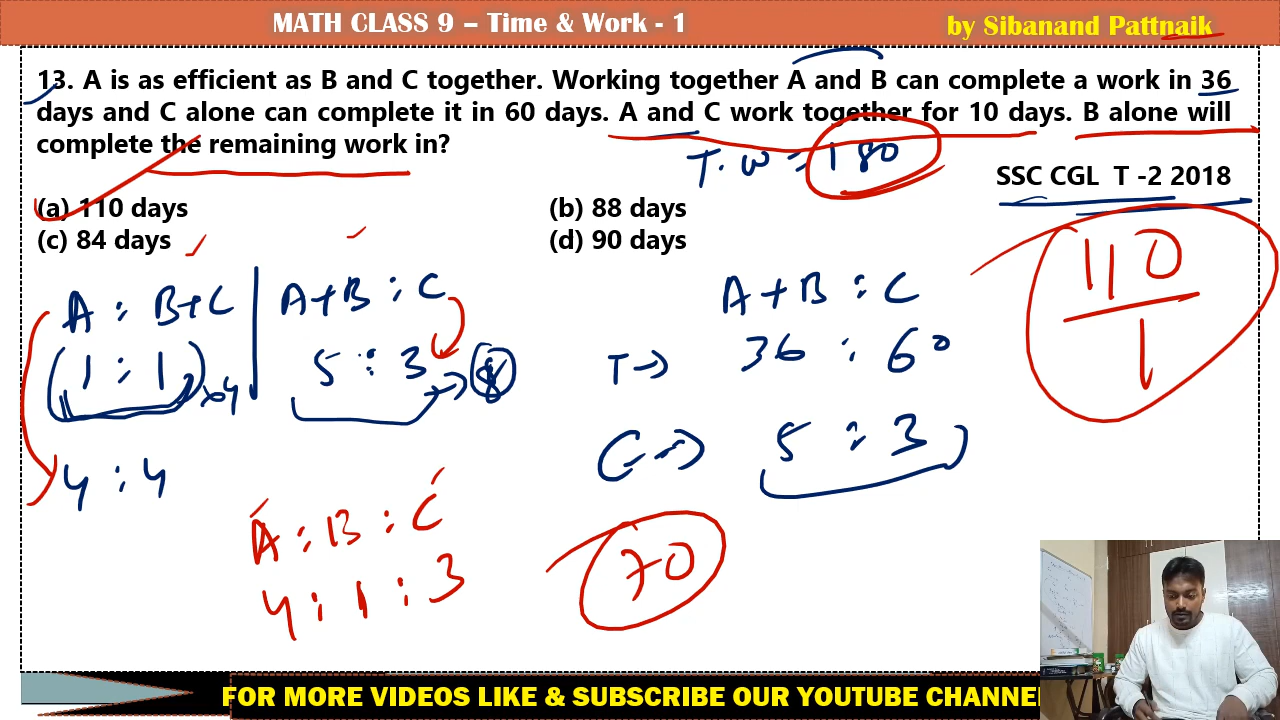 MATH CLASS 9 – Time & Work - 1
by Sibanand Pattnaik
13. A is as efficient as B and C together. Working together A and B can complete a work in 36
days and C alone can complete it in 60 days. A and C work together for 10 days. B alone will
complete the remaining work in?
T.W = 180
SSC CGL T -2 2018
(a) 110 days (b) 88 days
(c) 84 days (d) 90 days
110
1
A : B+C A+B : C
A+B : C
(1 : 1)×4 5 : 3 → 8
T → 36 : 60
→ 5 : 3
4 : 4
A : B : C
4 : 1 : 3
70
FOR MORE VIDEOS LIKE & SUBSCRIBE OUR YOUTUBE CHANNE